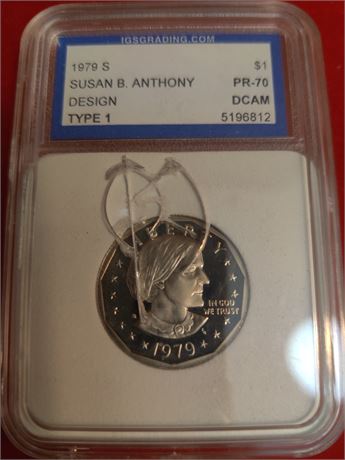 IGSGRADING.COM
1979 S $1
SUSAN B. ANTHONY PR-70
DESIGN DCAM
TYPE 1 5196812
LIBERTY
IN GOD
WE TRUST
1979